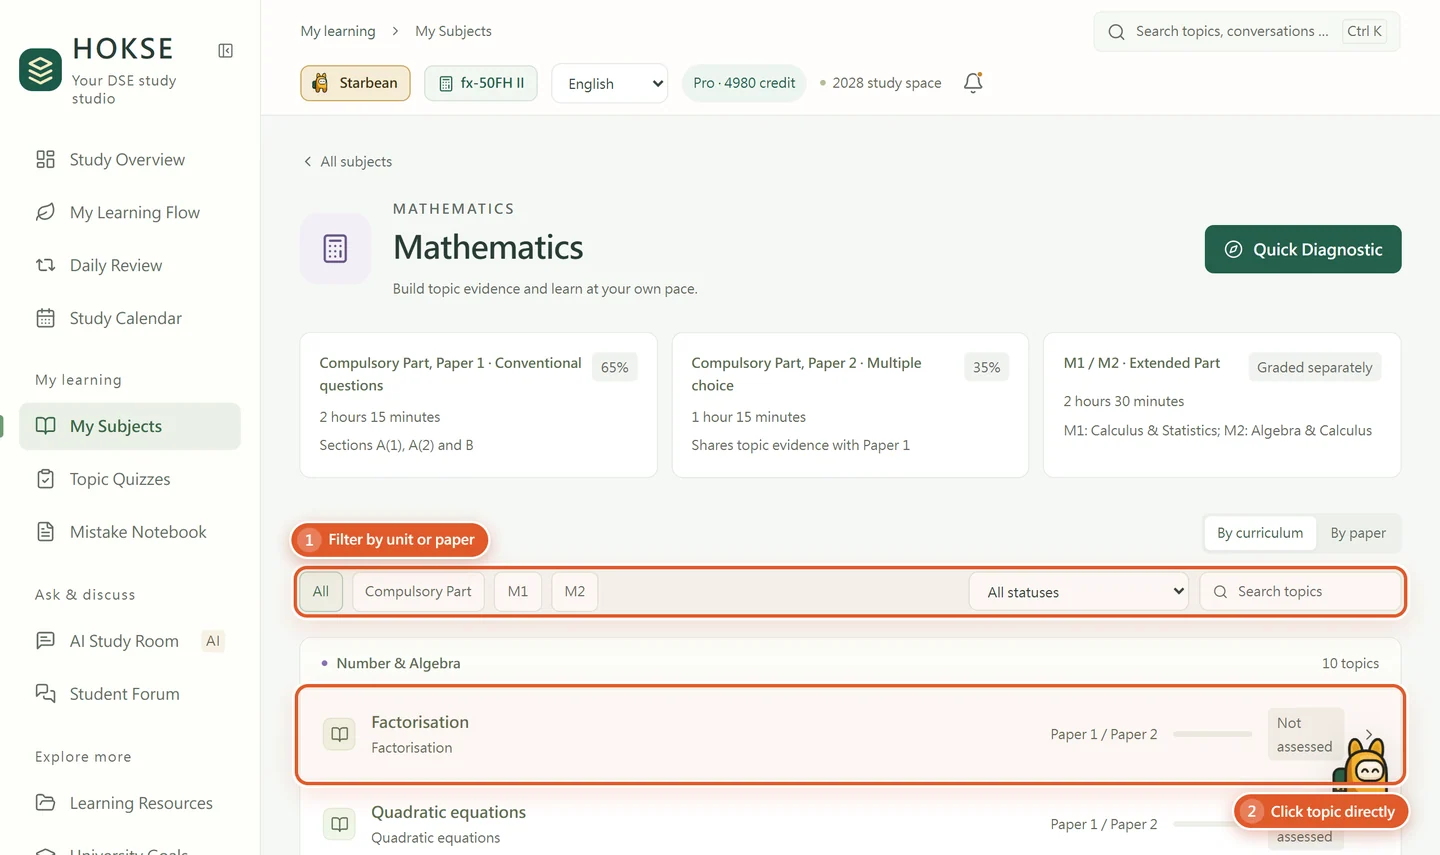 HOKSE
Your DSE study
studio
Study Overview
My Learning Flow
Daily Review
Study Calendar
My learning
My Subjects
Topic Quizzes
Mistake Notebook
Ask & discuss
AI Study Room
AI
Student Forum
Explore more
Learning Resources
University Goals
My learning
My Subjects
Search topics, conversations ...
Ctrl K
Starbean
fx-50FH II
English
Pro · 4980 credit
2028 study space
All subjects
MATHEMATICS
Mathematics
Build topic evidence and learn at your own pace.
Quick Diagnostic
Compulsory Part, Paper 1 · Conventional
questions
65%
2 hours 15 minutes
Sections A(1), A(2) and B
Compulsory Part, Paper 2 · Multiple
choice
35%
1 hour 15 minutes
Shares topic evidence with Paper 1
M1 / M2 · Extended Part
Graded separately
2 hours 30 minutes
M1: Calculus & Statistics; M2: Algebra & Calculus
1 Filter by unit or paper
By curriculum
By paper
All
Compulsory Part
M1
M2
All statuses
Search topics
Number & Algebra
10 topics
Factorisation
Factorisation
Paper 1 / Paper 2
Not
assessed
2 Click topic directly
Quadratic equations
Quadratic equations
Paper 1 / Paper 2
assessed